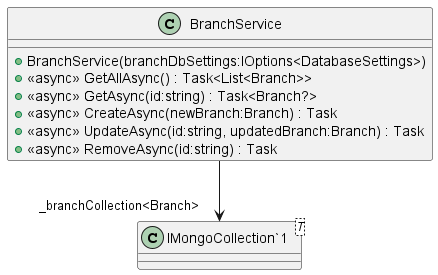 C BranchService
BranchService(branchDbSettings:IOptions<DatabaseSettings>)
«async» GetAllAsync() : Task<List<Branch>>
«async» GetAsync(id:string) : Task<Branch?>
«async» CreateAsync(newBranch:Branch) : Task
«async» UpdateAsync(id:string, updatedBranch:Branch) : Task
«async» RemoveAsync(id:string) : Task
_branchCollection<Branch>
C IMongoCollection`1 T